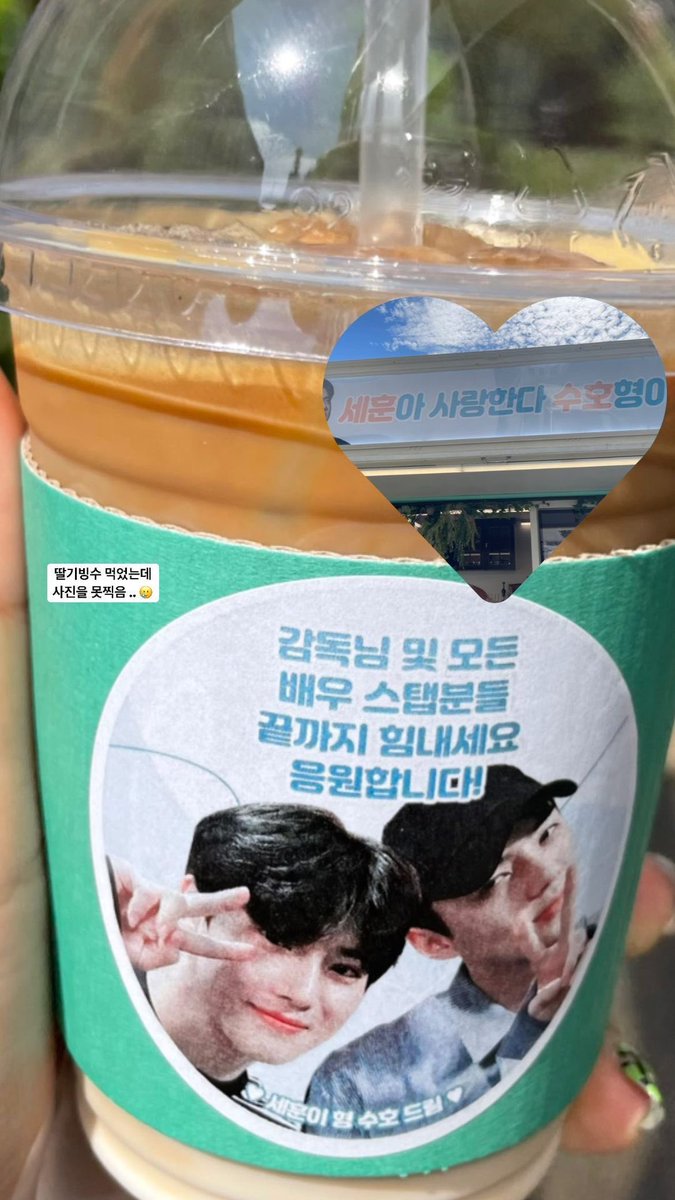 세훈아 사랑한다 수호형이
딸기빙수 먹었는데
사진을 못찍음 .. 🥲
감독님 및 모든
배우 스탭분들
끝까지 힘내세요
응원합니다!
♥ 세훈이 형 수호 드림 ♥